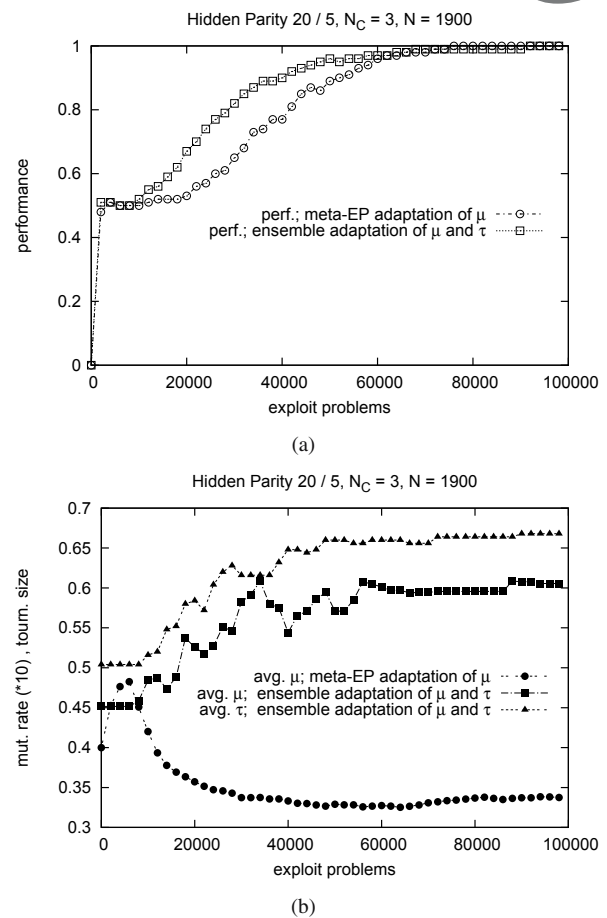 Hidden Parity 20 / 5, N_C = 3, N = 1900
1
0.8
0.6
0.4
0.2
0
performance
perf.; meta-EP adaptation of μ
perf.; ensemble adaptation of μ and τ
0 20000 40000 60000 80000 100000
exploit problems
(a)
Hidden Parity 20 / 5, N_C = 3, N = 1900
0.7
0.65
0.6
0.55
0.5
0.45
0.4
0.35
0.3
mut. rate (*10) , tourn. size
avg. μ; meta-EP adaptation of μ
avg. μ; ensemble adaptation of μ and τ
avg. τ; ensemble adaptation of μ and τ
0 20000 40000 60000 80000 100000
exploit problems
(b)